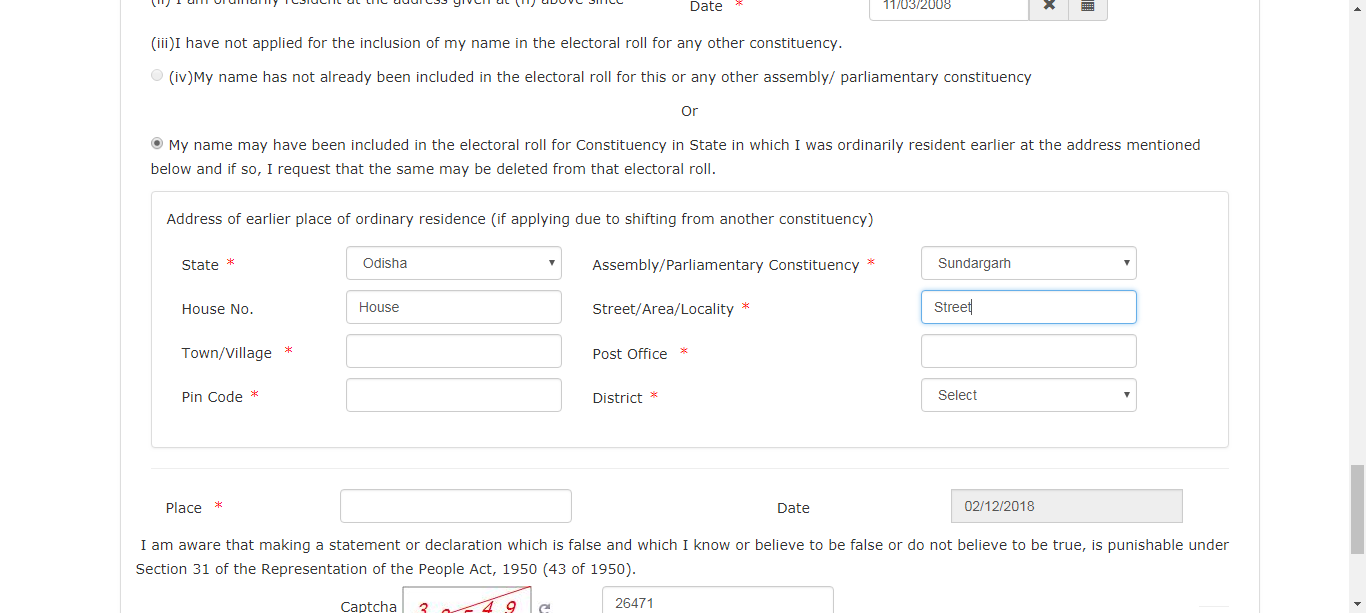 (ii) I am ordinarily resident at the address given at (h) above since
Date * 11/03/2008
(iii)I have not applied for the inclusion of my name in the electoral roll for any other constituency.
(iv)My name has not already been included in the electoral roll for this or any other assembly/ parliamentary constituency
Or
My name may have been included in the electoral roll for Constituency in State in which I was ordinarily resident earlier at the address mentioned
below and if so, I request that the same may be deleted from that electoral roll.
Address of earlier place of ordinary residence (if applying due to shifting from another constituency)
State * Odisha Assembly/Parliamentary Constituency * Sundargarh
House No. House Street/Area/Locality * Street
Town/Village * Post Office *
Pin Code * District * Select
Place * Date 02/12/2018
I am aware that making a statement or declaration which is false and which I know or believe to be false or do not believe to be true, is punishable under
Section 31 of the Representation of the People Act, 1950 (43 of 1950).
Captcha 26471